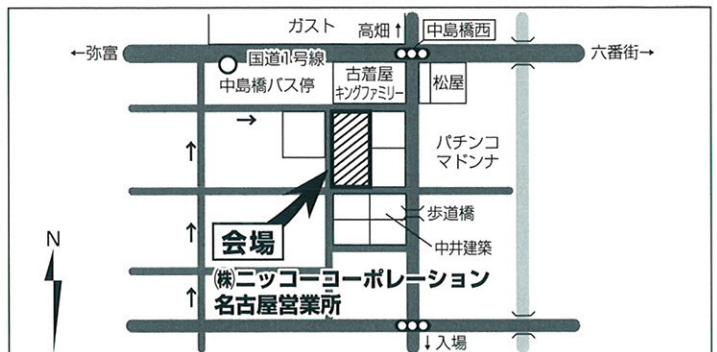 ガスト
高畑↑
中島橋西
←弥富
国道1号線
六番街→
中島橋バス停
古着屋
キングファミリー
松屋
→
パチンコ
マドンナ
↑
歩道橋
↑
会場
中井建築
N
㈱ニッコーコーポレーション
名古屋営業所
↑
↓入場